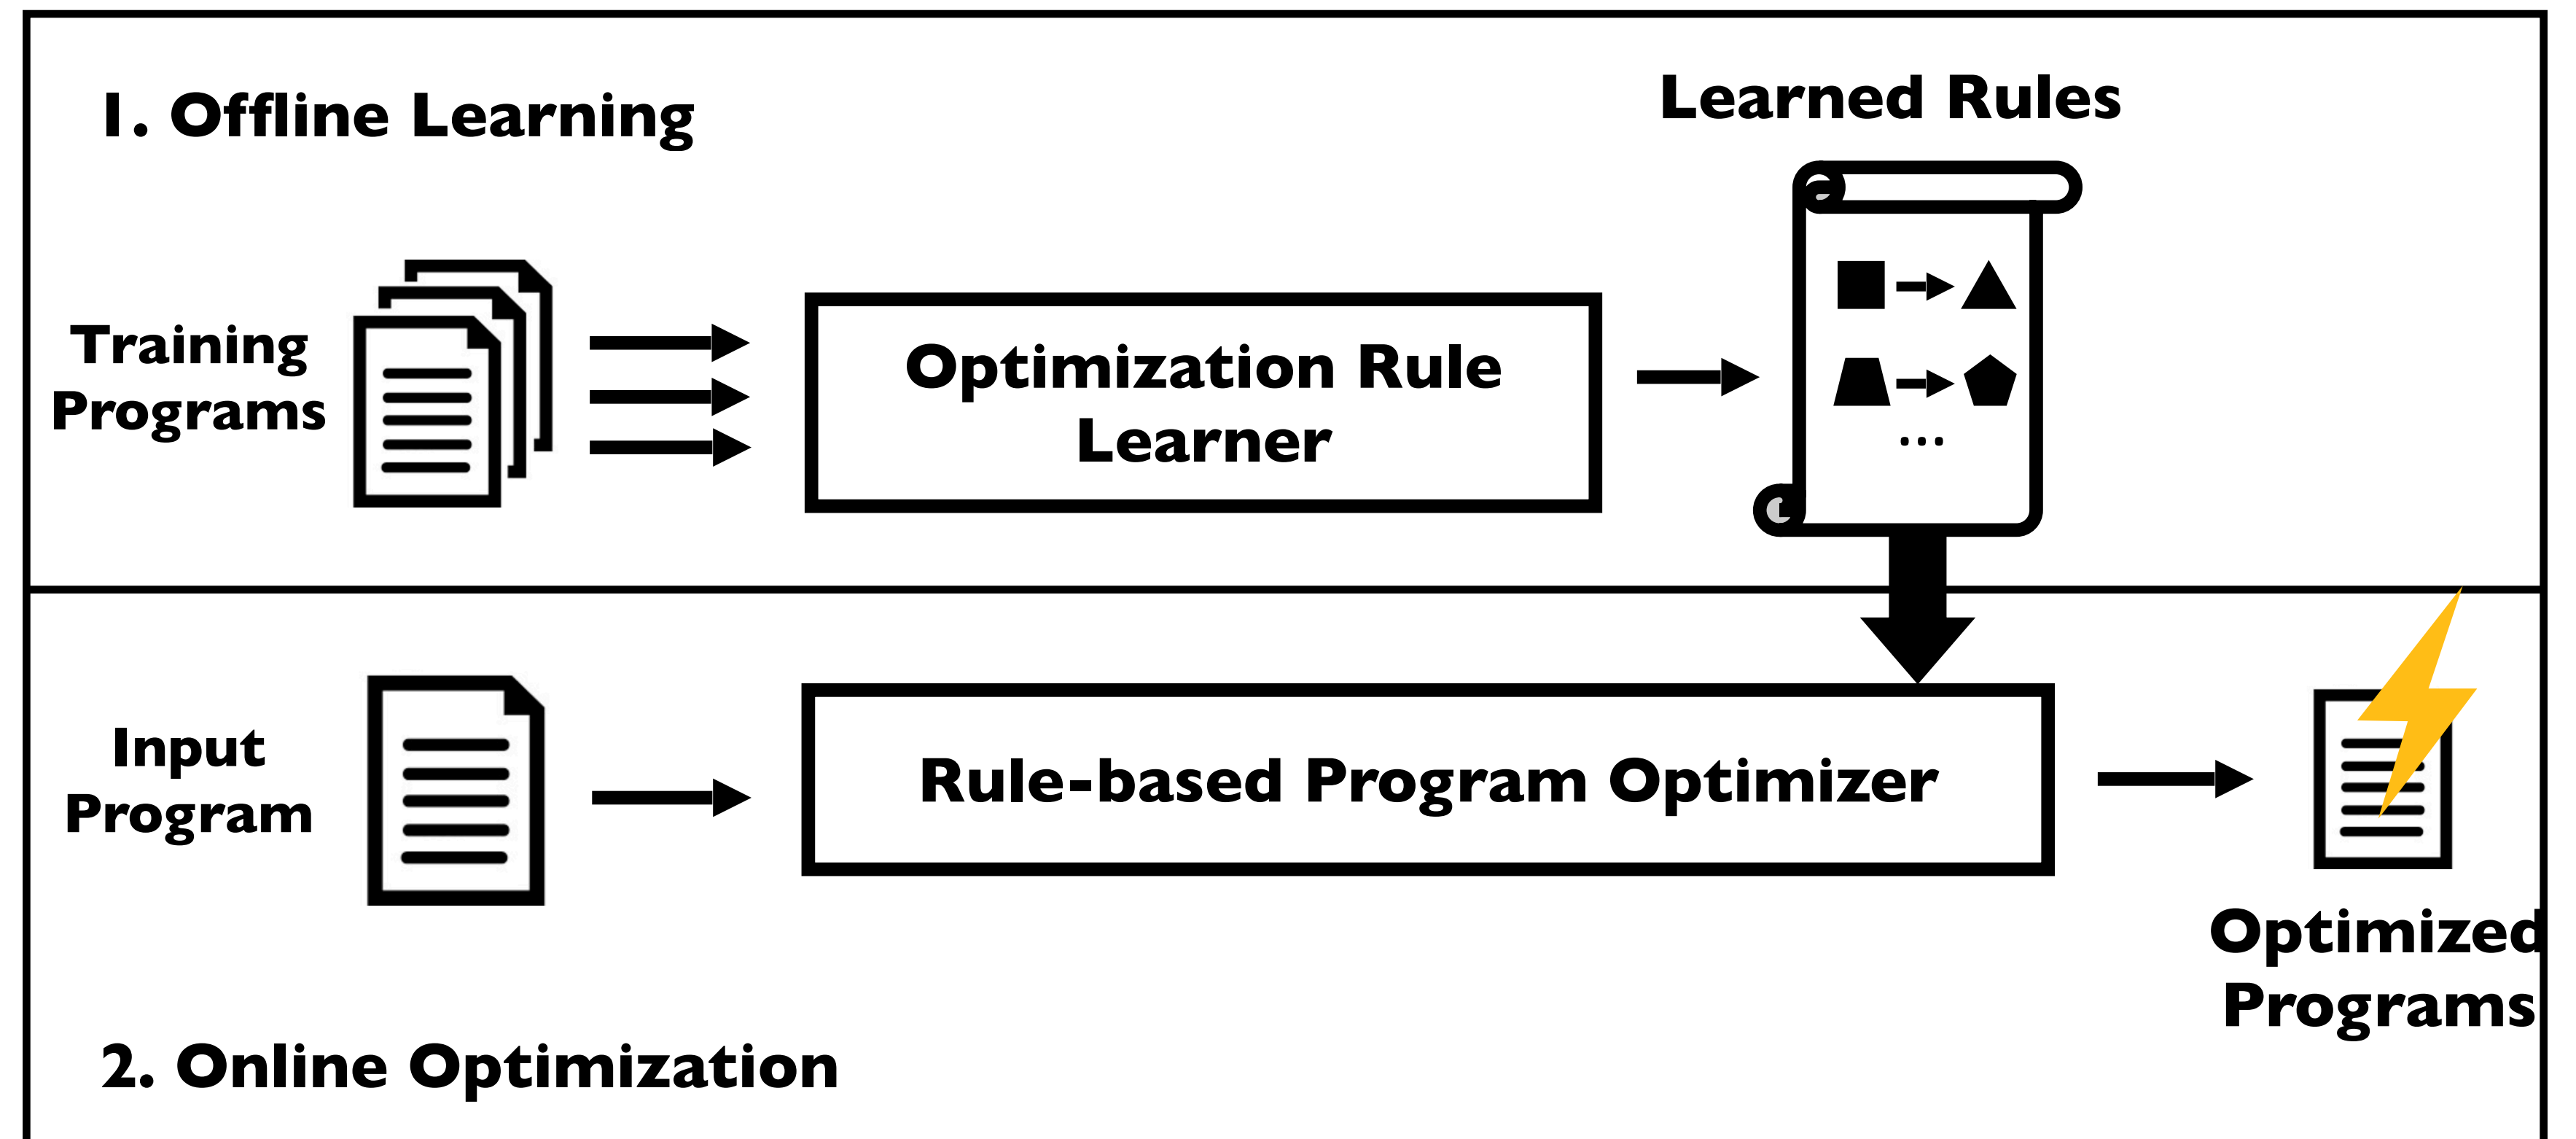 1. Offline Learning
Learned Rules
Training
Programs
Optimization Rule
Learner
...
Input
Program
Rule-based Program Optimizer
Optimized
Programs
2. Online Optimization